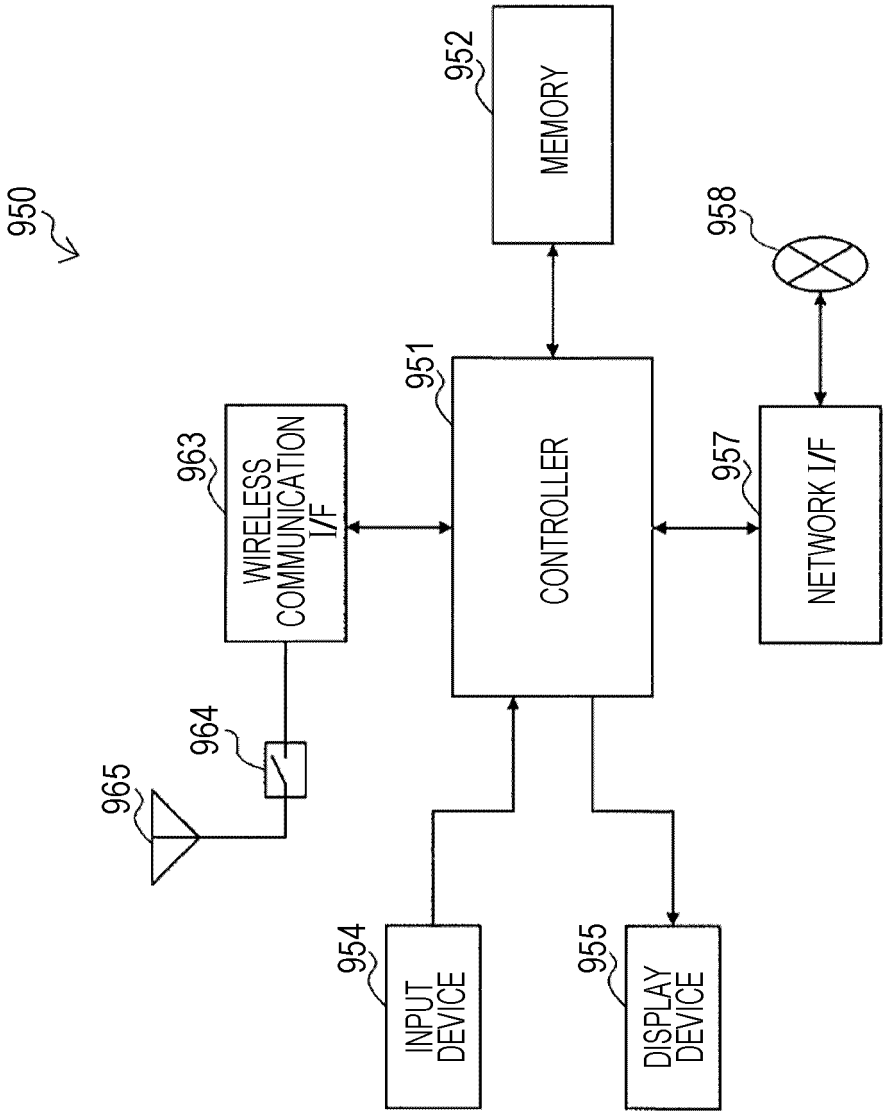 950
965
964
963
WIRELESS
COMMUNICATION
I/F
954
INPUT
DEVICE
951
CONTROLLER
952
MEMORY
955
DISPLAY
DEVICE
957
NETWORK I/F
958